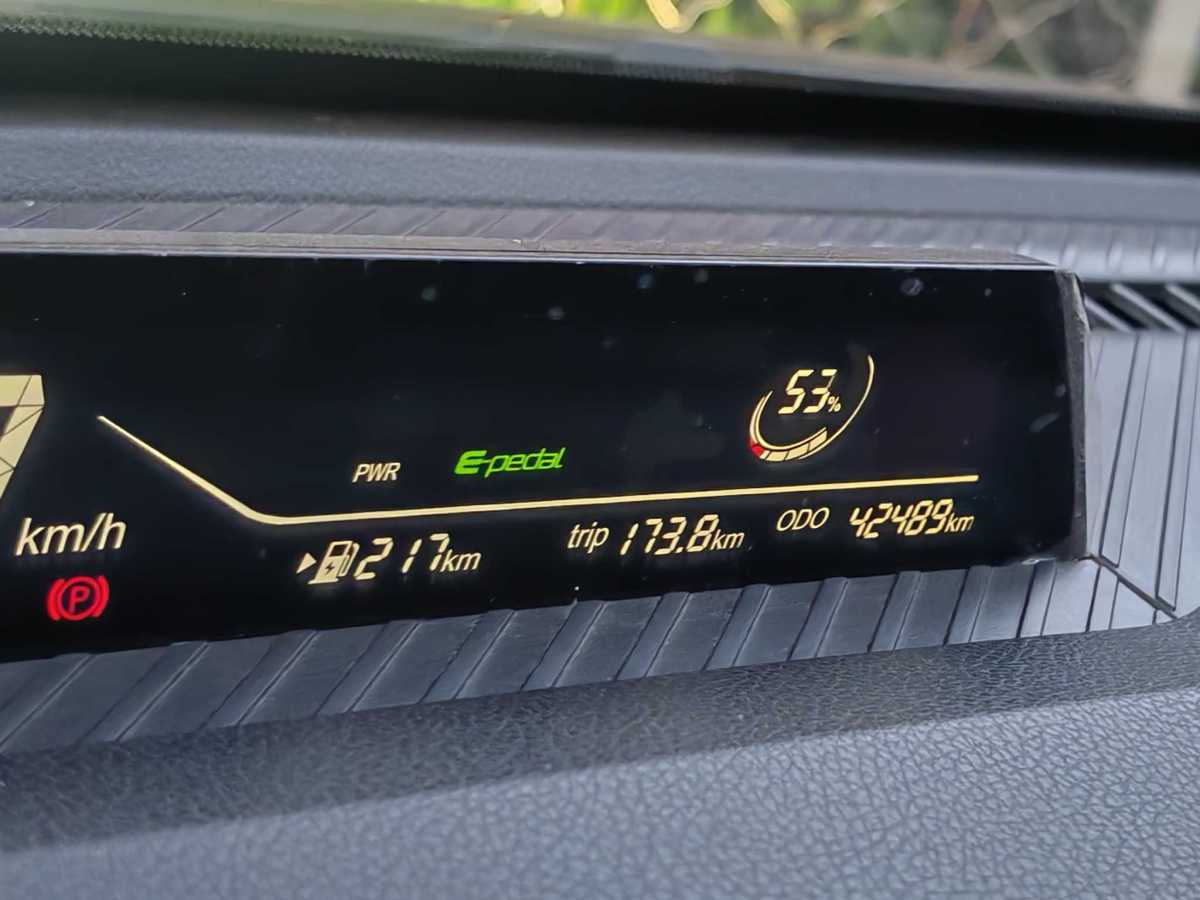 53%
PWR E-pedal
km/h
217km trip 173.8km ODO 42489km
P